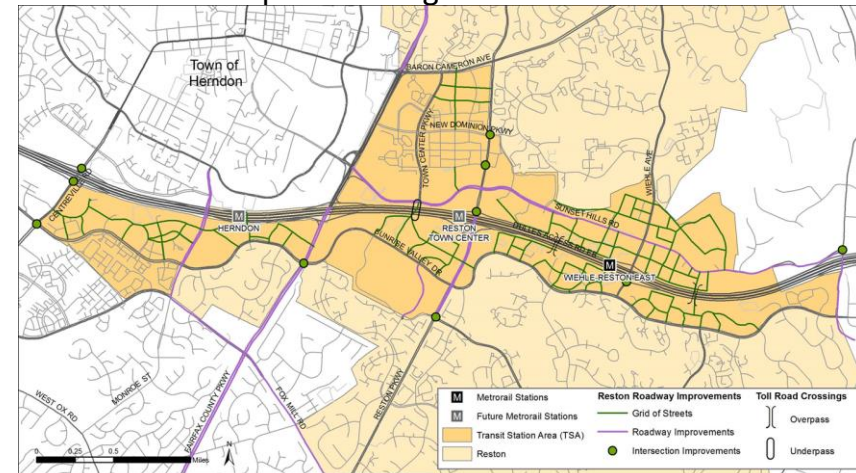 Town of
Herndon
BARON CAMERON AVE
NEW DOMINION PKWY
TOWN CENTER PKWY
WIEHLE AVE
CENTREVILLE RD
M
HERNDON
M
RESTON
TOWN CENTER
SUNSET HILLS RD
DULLES ACCESS RD EB
SUNRISE VALLEY DR
M
WIEHLE-RESTON EAST
MONROE ST
WEST OX RD
FAIRFAX COUNTY PKWY
FOX MILL RD
RESTON PKWY
0 0.25 0.5 1
Miles
N
M Metrorail Stations
M Future Metrorail Stations
Transit Station Area (TSA)
Reston
Reston Roadway Improvements
Grid of Streets
Roadway Improvements
Intersection Improvements
Toll Road Crossings
Overpass
Underpass